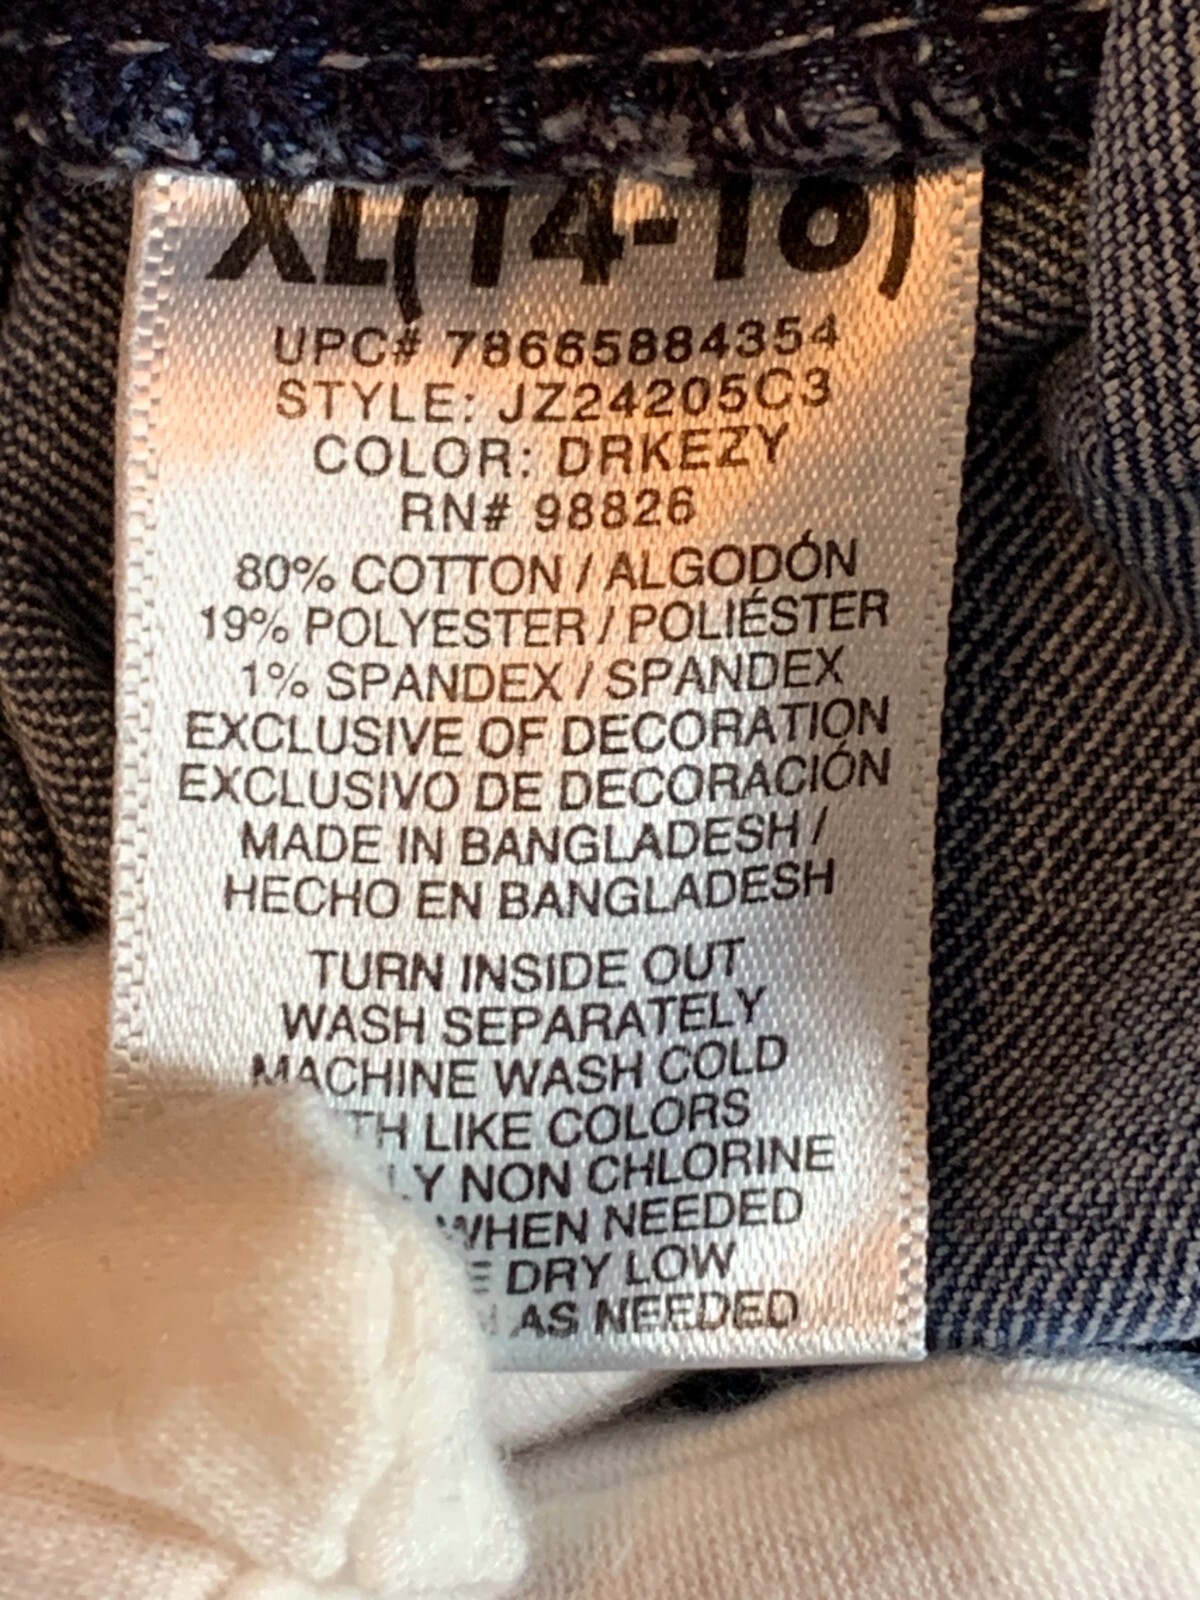 XL(14-16)
UPC# 78665884354
STYLE: JZ24205C3
COLOR: DRKEZY
RN# 98826
80% COTTON / ALGODÓN
19% POLYESTER / POLIÉSTER
1% SPANDEX / SPANDEX
EXCLUSIVE OF DECORATION
EXCLUSIVO DE DECORACIÓN
MADE IN BANGLADESH /
HECHO EN BANGLADESH
TURN INSIDE OUT
WASH SEPARATELY
MACHINE WASH COLD
LIKE COLORS
NON CHLORINE
WHEN NEEDED
DRY LOW
AS NEEDED